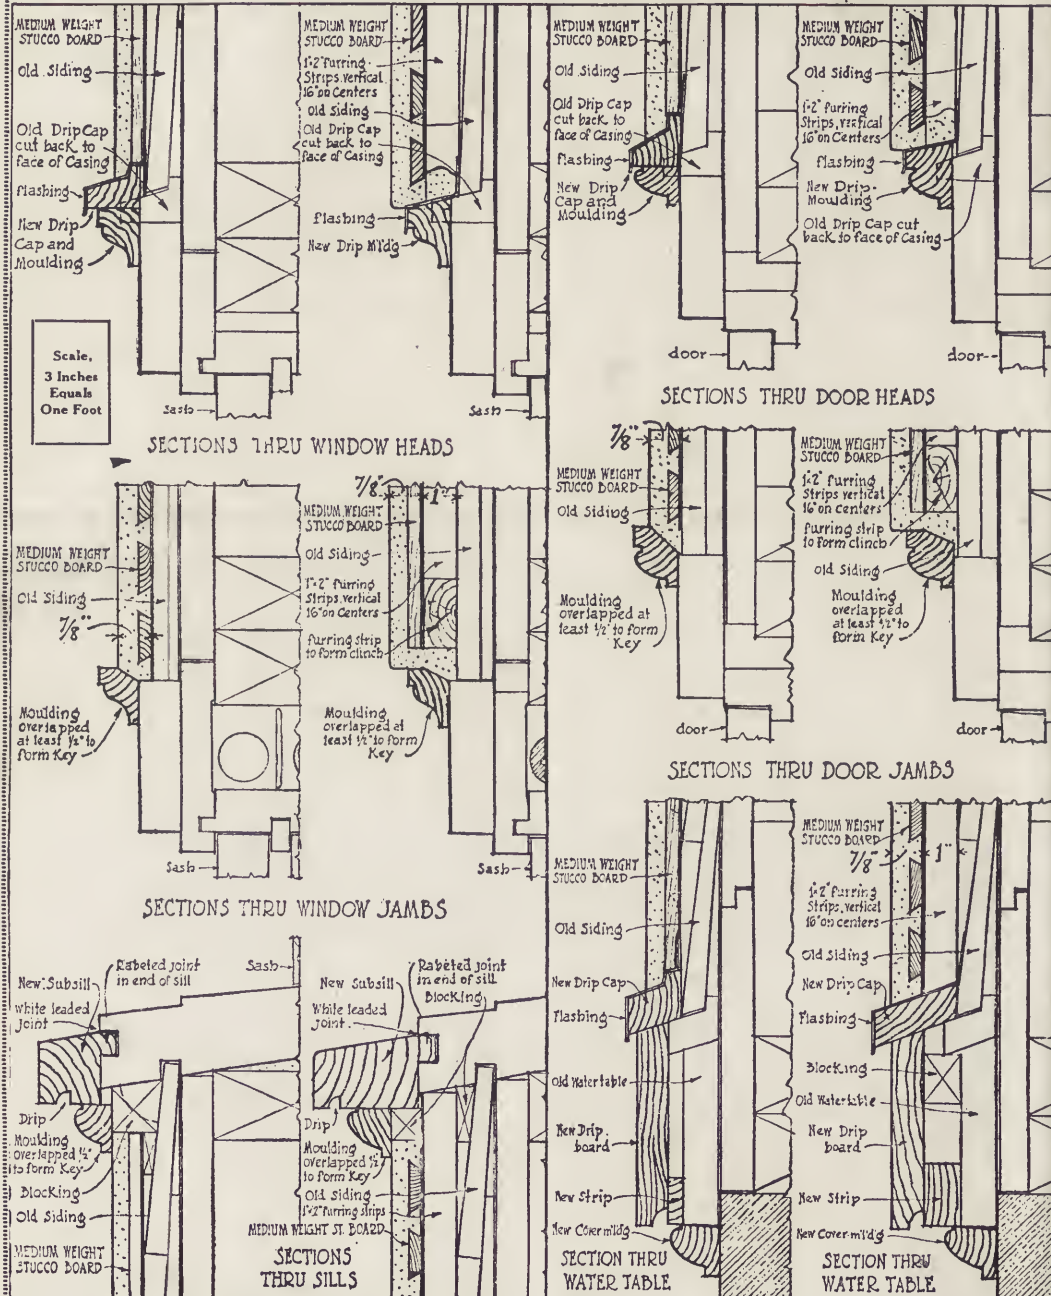 MEDIUM WEIGHT
STUCCO BOARD
Old Siding
Old Drip Cap
cut back to
face of Casing
flashing
New Drip
Cap and
Moulding
MEDIUM WEIGHT
STUCCO BOARD
1"×2" furring
Strips, vertical
16" on Centers
Old Siding
Old Drip Cap
cut back to
face of Casing
flashing
New Drip Mld'g
Scale,
3 Inches
Equals
One Foot
Sash
Sash
SECTIONS THRU WINDOW HEADS
MEDIUM WEIGHT
STUCCO BOARD
Old Siding
Old Drip Cap
cut back to
face of Casing
flashing
New Drip
Cap and
Moulding
MEDIUM WEIGHT
STUCCO BOARD
Old Siding
1"×2" furring
Strips, vertical
16" on Centers
flashing
New Drip
Moulding
Old Drip Cap cut
back to face of Casing
door
door
SECTIONS THRU DOOR HEADS
MEDIUM WEIGHT
STUCCO BOARD
Old Siding
7/8"
Moulding
overlapped
at least 1/2" to
form Key
7/8"
1"
MEDIUM WEIGHT
STUCCO BOARD
Old Siding
1"×2" furring
Strips, vertical
16" on Centers
furring strip
to form clinch
Moulding
overlapped at
least 1/2" to form
Key
Sash
Sash
SECTIONS THRU WINDOW JAMBS
7/8"
MEDIUM WEIGHT
STUCCO BOARD
Old Siding
Moulding
overlapped at
least 1/2" to form
Key
MEDIUM WEIGHT
STUCCO BOARD
1"×2" furring
Strips vertical
16" on centers
furring strip
to form clinch
Old Siding
Moulding
overlapped
at least 1/2" to
form Key
door
door
SECTIONS THRU DOOR JAMBS
Rabeted joint
in end of sill
Sash
New Subsill
White leaded
joint
Drip
Moulding
overlapped 1/2"
to form Key
Blocking
Old Siding
MEDIUM WEIGHT
STUCCO BOARD
Rabeted joint
in end of sill
Blocking
New Subsill
White leaded
joint
Drip
Moulding
overlapped 1/2"
to form Key
Old Siding
1"×2" furring strips
MEDIUM WEIGHT ST. BOARD
SECTIONS
THRU SILLS
MEDIUM WEIGHT
STUCCO BOARD
Old Siding
New Drip Cap
Flashing
Old Watertable
New Drip
board
New Strip
New Cover mld'g
SECTION THRU
WATER TABLE
MEDIUM WEIGHT
STUCCO BOARD
7/8"
1"
1"×2" furring
Strips, vertical
16" on centers
Old Siding
New Drip Cap
Flashing
Blocking
Old Watertable
New Drip
board
New Strip
New Cover mld'g
SECTION THRU
WATER TABLE